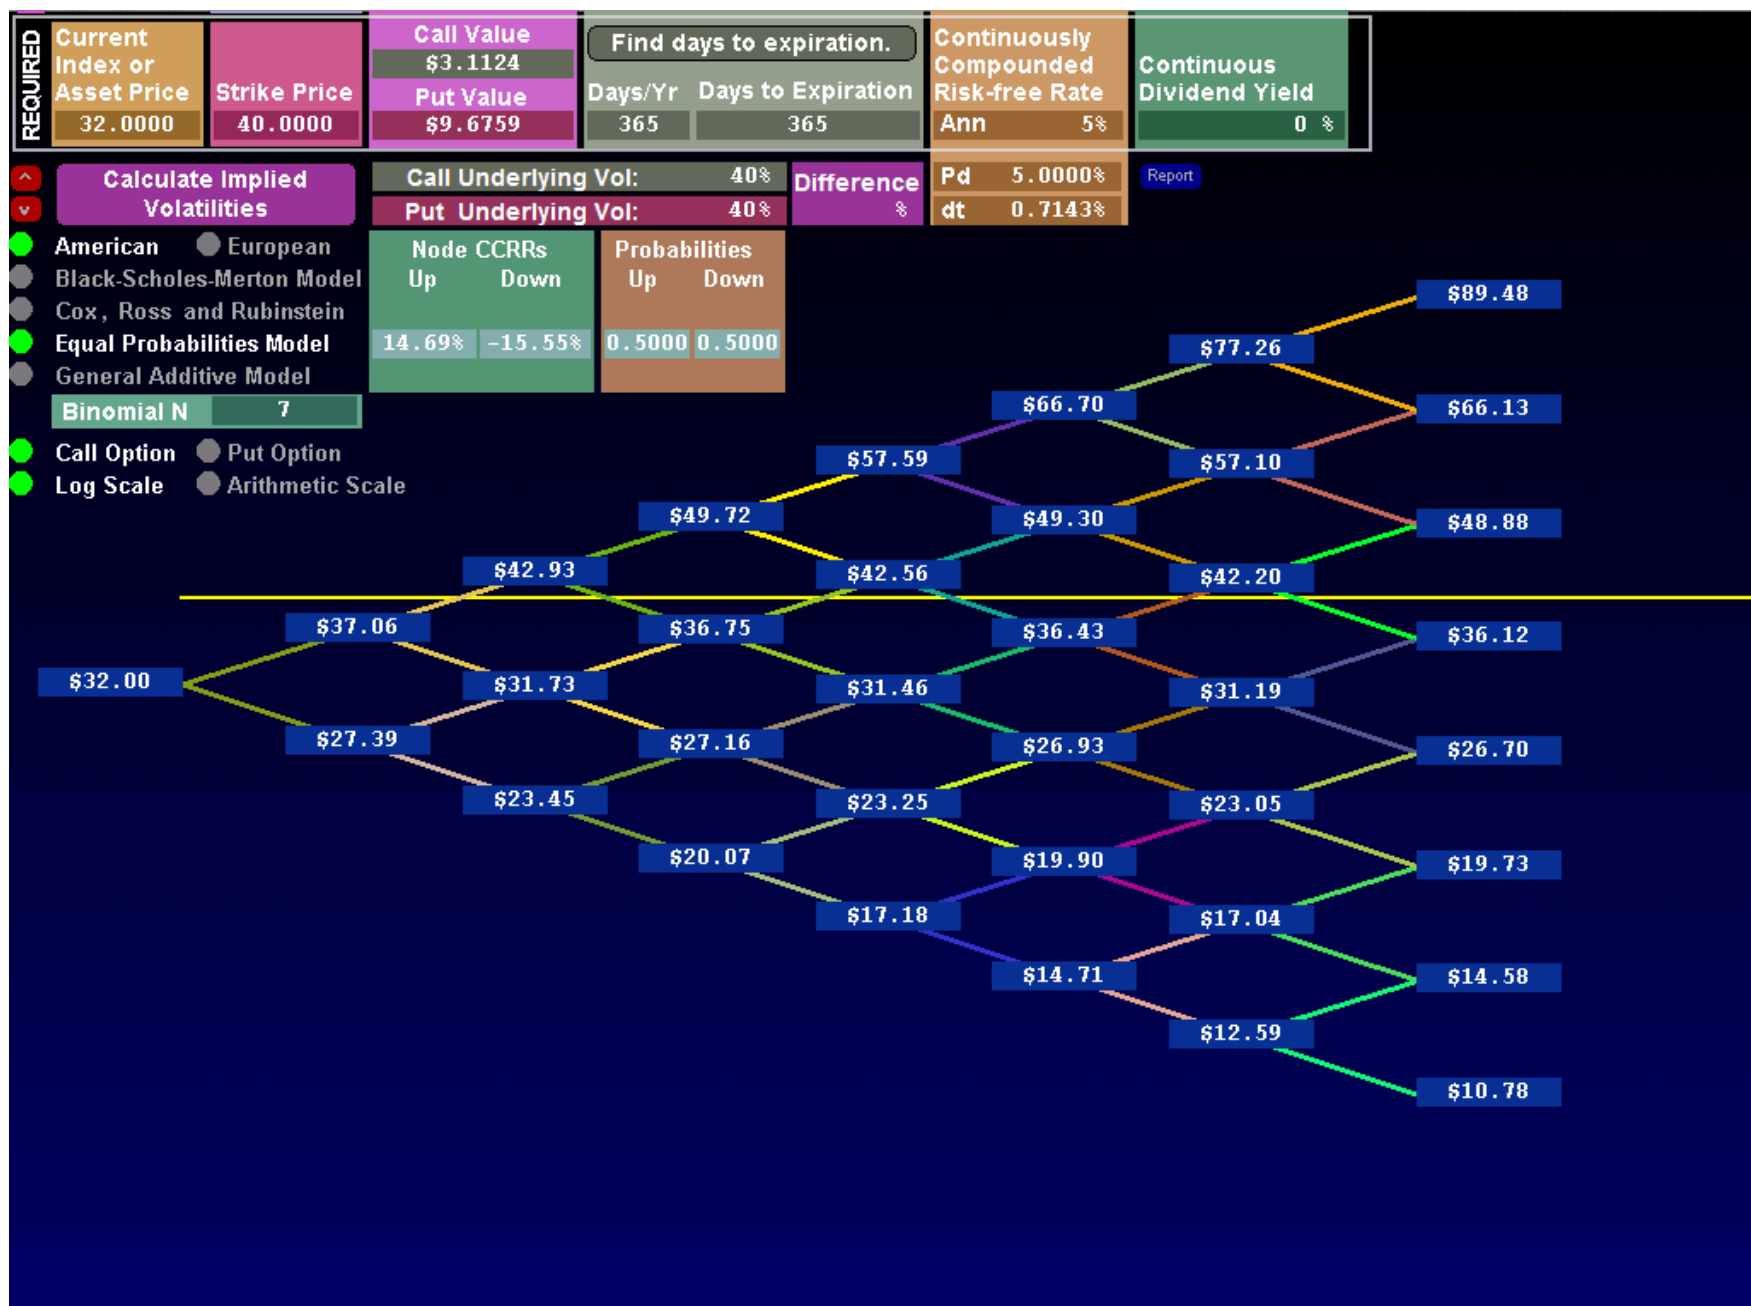 REQUIRED
Current
Index or
Asset Price
32.0000
Strike Price
40.0000
Call Value
$3.1124
Put Value
$9.6759
Find days to expiration.
Days/Yr Days to Expiration
365 365
Continuously
Compounded
Risk-free Rate
Ann 5%
Continuous
Dividend Yield
0 %
^
v
Calculate Implied
Volatilities
Call Underlying Vol: 40%
Put Underlying Vol: 40%
Difference
%
Pd 5.0000%
dt 0.7143%
Report
American European
Black-Scholes-Merton Model
Cox, Ross and Rubinstein
Equal Probabilities Model
General Additive Model
Binomial N 7
Call Option Put Option
Log Scale Arithmetic Scale
Node CCRRs
Up Down
14.69% -15.55%
Probabilities
Up Down
0.5000 0.5000
$89.48
$77.26
$66.70
$66.13
$57.59
$57.10
$49.72
$49.30
$48.88
$42.93
$42.56
$42.20
$37.06
$36.75
$36.43
$36.12
$32.00
$31.73
$31.46
$31.19
$27.39
$27.16
$26.93
$26.70
$23.45
$23.25
$23.05
$20.07
$19.90
$19.73
$17.18
$17.04
$14.71
$14.58
$12.59
$10.78